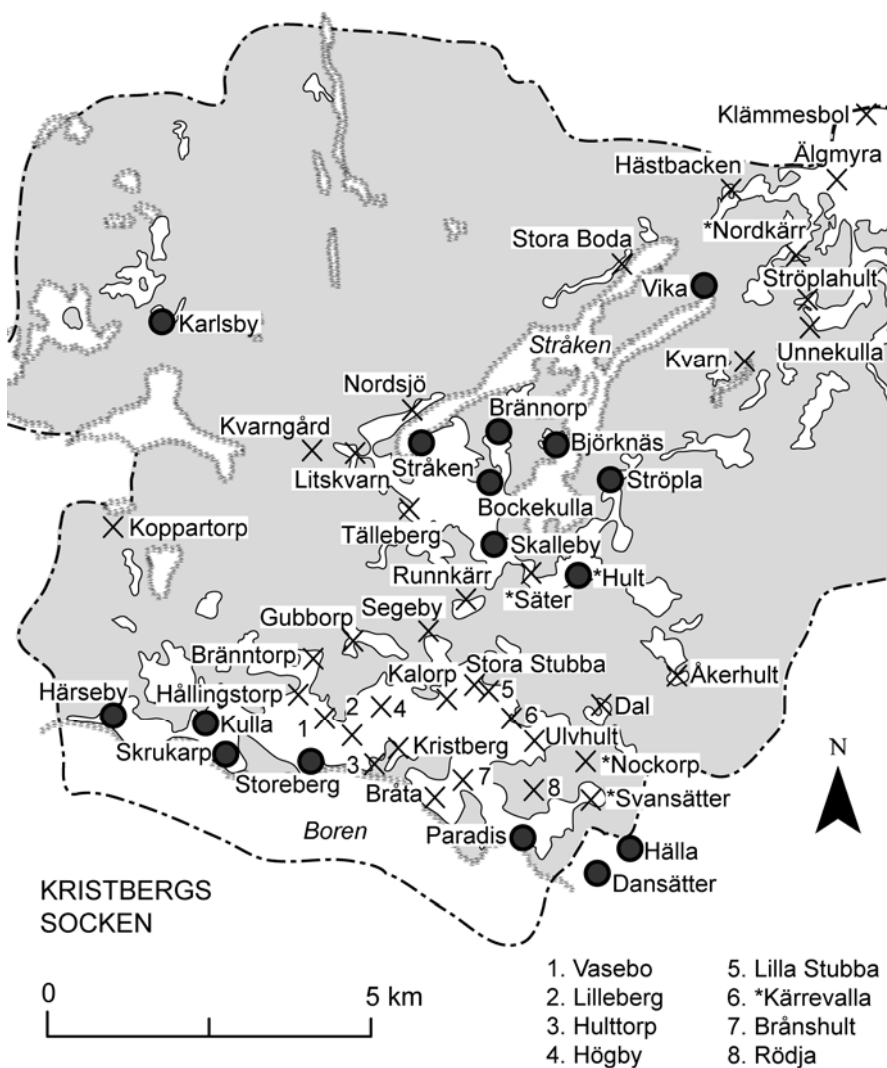 Klämmesbol
Älgmyra
Hästbacken
*Nordkärr
Stora Boda
Ströplahult
Vika
Karlsby
Stråken
Unnekulla
Kvarn
Nordsjö
Brännorp
Kvarngård
Björknäs
Stråken
Litskvarn
Ströpla
Bockekulla
Koppartorp
Tälleberg
Skalleby
Runnkärr
*Hult
*Säter
Segeby
Gubborp
Bränntorp
Stora Stubba
Åkerhult
Kalorp
Härseby
Hållingstorp
5
2
4
Dal
Kulla
1
6
Ulvhult
Skrukarp
Kristberg
*Nockorp
3
Storeberg
7
8
Bråta
*Svansätter
N
Boren
Paradis
Hälla
Dansätter
KRISTBERGS
SOCKEN
0
5 km
1. Vasebo
2. Lilleberg
3. Hulttorp
4. Högby
5. Lilla Stubba
6. *Kärrevalla
7. Brånshult
8. Rödja